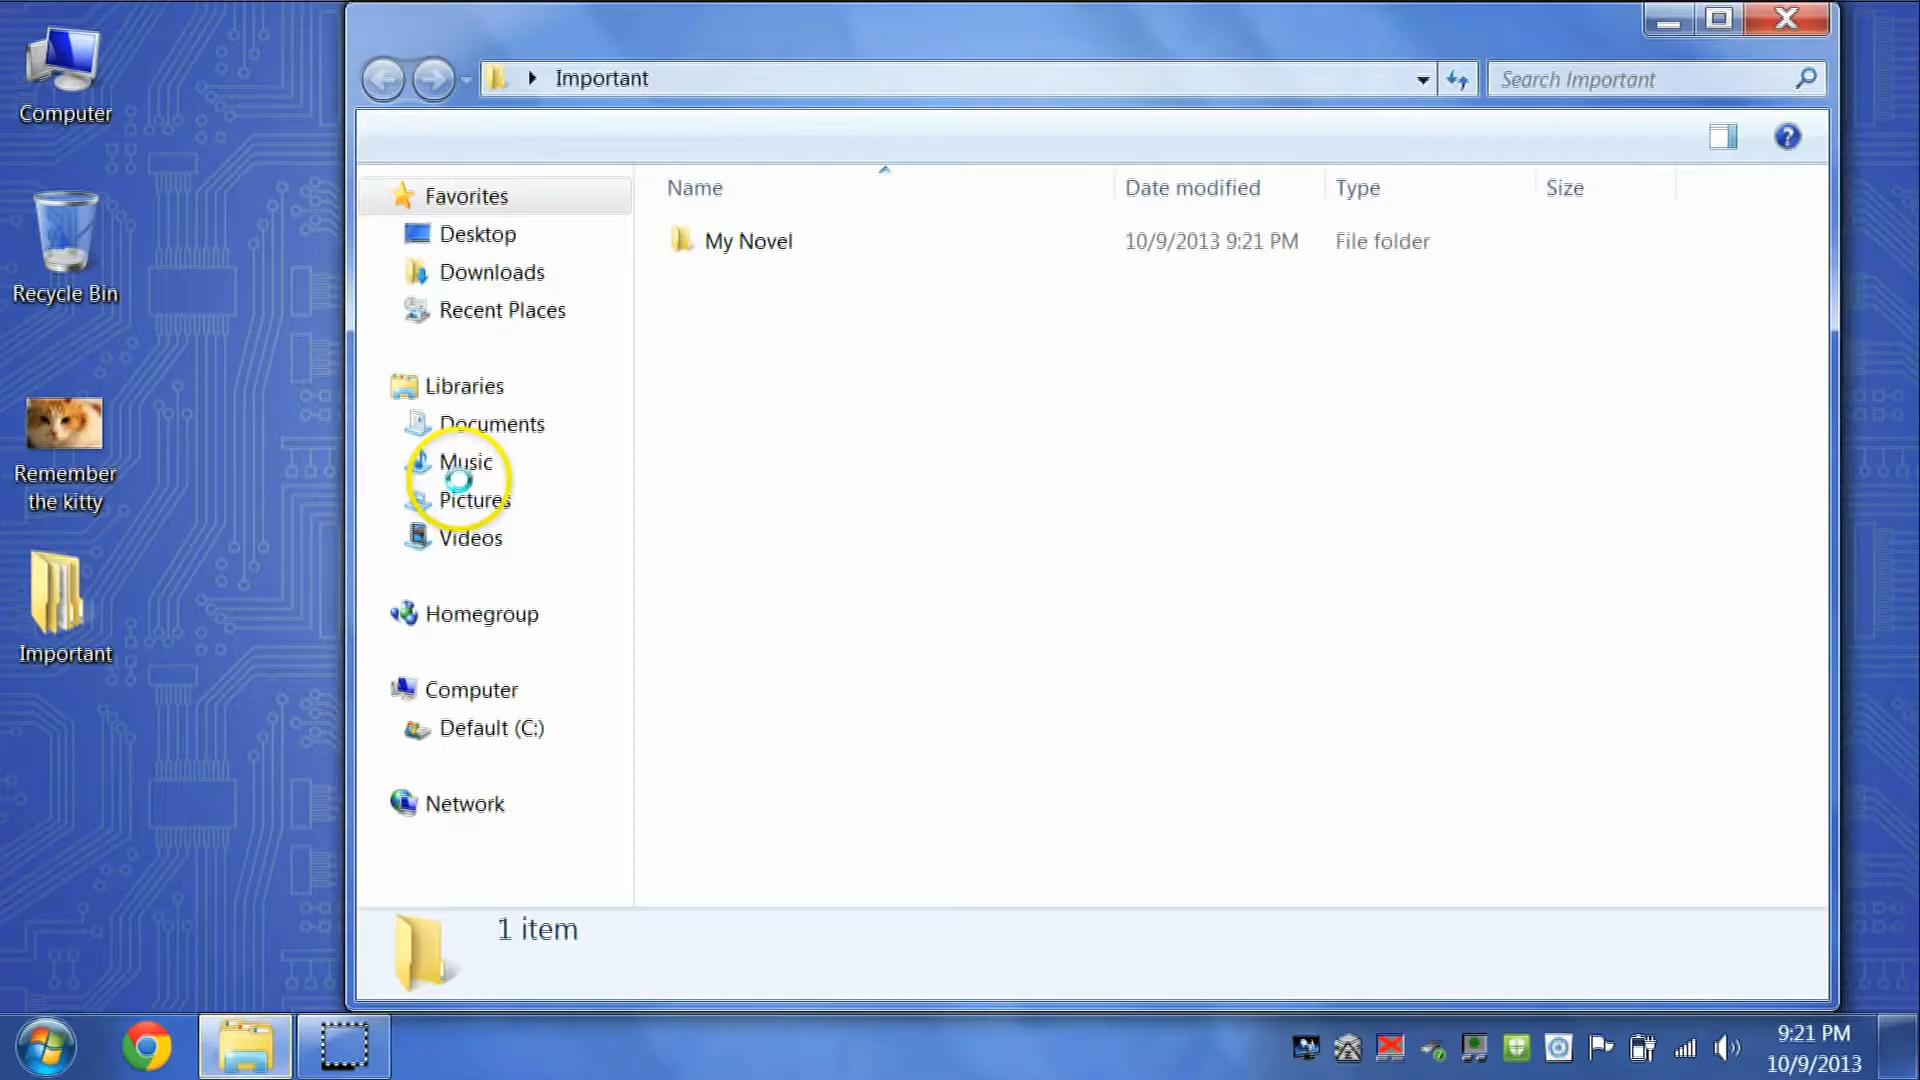 Computer
Recycle Bin
Remember
the kitty
Important
Important
Search Important
Name
Date modified
Type
Size
Favorites
Desktop
Downloads
Recent Places
Libraries
Documents
Music
Pictures
Videos
Homegroup
Computer
Default (C:)
Network
My Novel
10/9/2013 9:21 PM
File folder
1 item
9:21 PM
10/9/2013